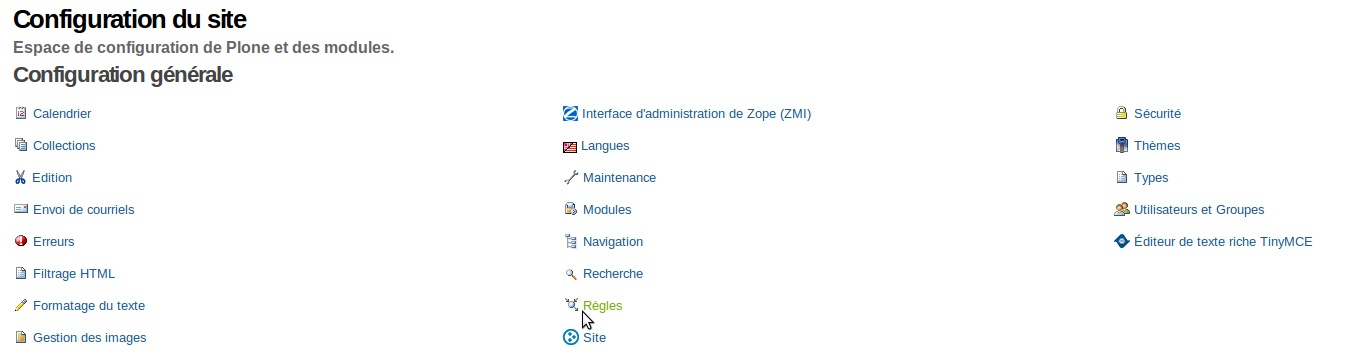 Configuration du site
Espace de configuration de Plone et des modules.
Configuration générale
Calendrier
Collections
Edition
Envoi de courriels
Erreurs
Filtrage HTML
Formatage du texte
Gestion des images
Interface d'administration de Zope (ZMI)
Langues
Maintenance
Modules
Navigation
Recherche
Règles
Site
Sécurité
Thèmes
Types
Utilisateurs et Groupes
Éditeur de texte riche TinyMCE